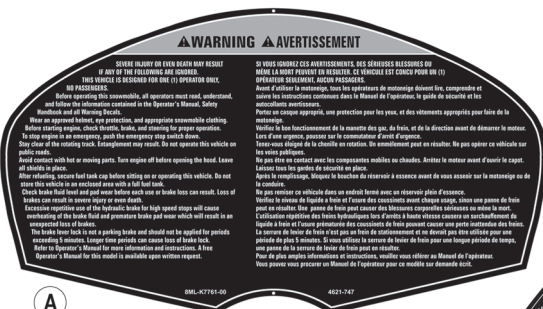 WARNING AVERTISSEMENT
SEVERE INJURY OR EVEN DEATH MAY RESULT
IF ANY OF THE FOLLOWING ARE IGNORED.
THIS VEHICLE IS DESIGNED FOR ONE (1) OPERATOR ONLY,
NO PASSENGERS.
Before operating this snowmobile, all operators must read, understand,
and follow the information contained in the Operator's Manual, Safety
Handbook and all Warning Decals.
Wear an approved helmet, eye protection, and appropriate snowmobile clothing.
Before starting engine, check throttle, brake, and steering for proper operation.
To stop engine in an emergency, push the emergency stop switch down.
Stay clear of the rotating track. Entanglement may result. Do not operate this vehicle on
public roads.
Avoid contact with hot or moving parts. Turn engine off before opening the hood. Leave
all shields in place.
After refueling, secure fuel tank cap before sitting on or operating this vehicle. Do not
store this vehicle in an enclosed area with a full fuel tank.
Check brake fluid level and pad wear before each use or brake loss can result. Loss of
brakes can result in severe injury or even death.
Excessive repetitive use of the hydraulic brake for high speed stops will cause
overheating of the brake fluid and premature brake pad wear which will result in an
unexpected loss of brakes.
The brake lever lock is not a parking brake and should not be applied for periods
exceeding 5 minutes. Longer time periods can cause loss of brake lock.
Refer to Operator's Manual for more information and instructions. A free
Operator's Manual for this model is available upon written request.
SI VOUS IGNOREZ CES AVERTISSEMENTS, DES SÉRIEUSES BLESSURES OU
MÊME LA MORT PEUVENT EN RESULTER. CE VÉHICULE EST CONCU POUR UN (1)
OPÉRATEUR SEULEMENT, AUCUN PASSAGERS.
Avant d'utiliser la motoneige, tous les opérateurs de motoneige doivent lire, comprendre et
suivre les instructions contenues dans le Manuel de l'opérateur, le guide de sécurité et les
autocollants avertisseurs.
Portez un casque approprié, une protection pour les yeux, et des vêtements appropriés pour faire de la
motoneige.
Vérifiez le bon fonctionnement de la manette des gaz, du frein, et de la direction avant de démarrer le moteur.
Lors d'une urgence, poussez sur le commutateur d'arrêt d'urgence.
Tenez-vous éloigné de la chenille en rotation. Un emmêlement peut en résulter. Ne pas opérer ce véhicule sur
les voies publiques.
Ne pas être en contact avec les composantes mobiles ou chaudes. Arrêtez le moteur avant d'ouvrir le capot.
Laissez tous les gardes de sécurité en place.
Après le remplissage, bloquez le bouchon du réservoir à essence avant de vous asseoir sur la motoneige ou de
la conduire.
Ne pas remiser ce véhicule dans un endroit fermé avec un réservoir plein d'essence.
Vérifiez le niveau de liquide à frein et l'usure des coussinets avant chaque usage, sinon une panne de frein
peut en résulter. Une panne de frein peut causer des blessures corporelles sérieuses ou même la mort.
L'utilisation répétitive des freins hydrauliques lors d'arrêts à haute vitesse causera un surchauffement du
liquide à frein et l'usure prématurée des coussinets de frein pouvant causer une perte inattendue des freins.
La serrure de levier de frein n'est pas un frein de stationnement et ne devrait pas être utilisée pour une
période de plus 5 minutes. Si vous utilisez la serrure de levier de frein pour une longue période de temps,
une panne de la serrure de levier de frein peut en résulter.
Pour de plus amples informations et instructions, veuillez vous référer au Manuel de l'opérateur.
Vous pouvez vous procurer un Manuel de l'opérateur pour ce modèle sur demande écrit.
8ML-K7761-00 4621-747
A